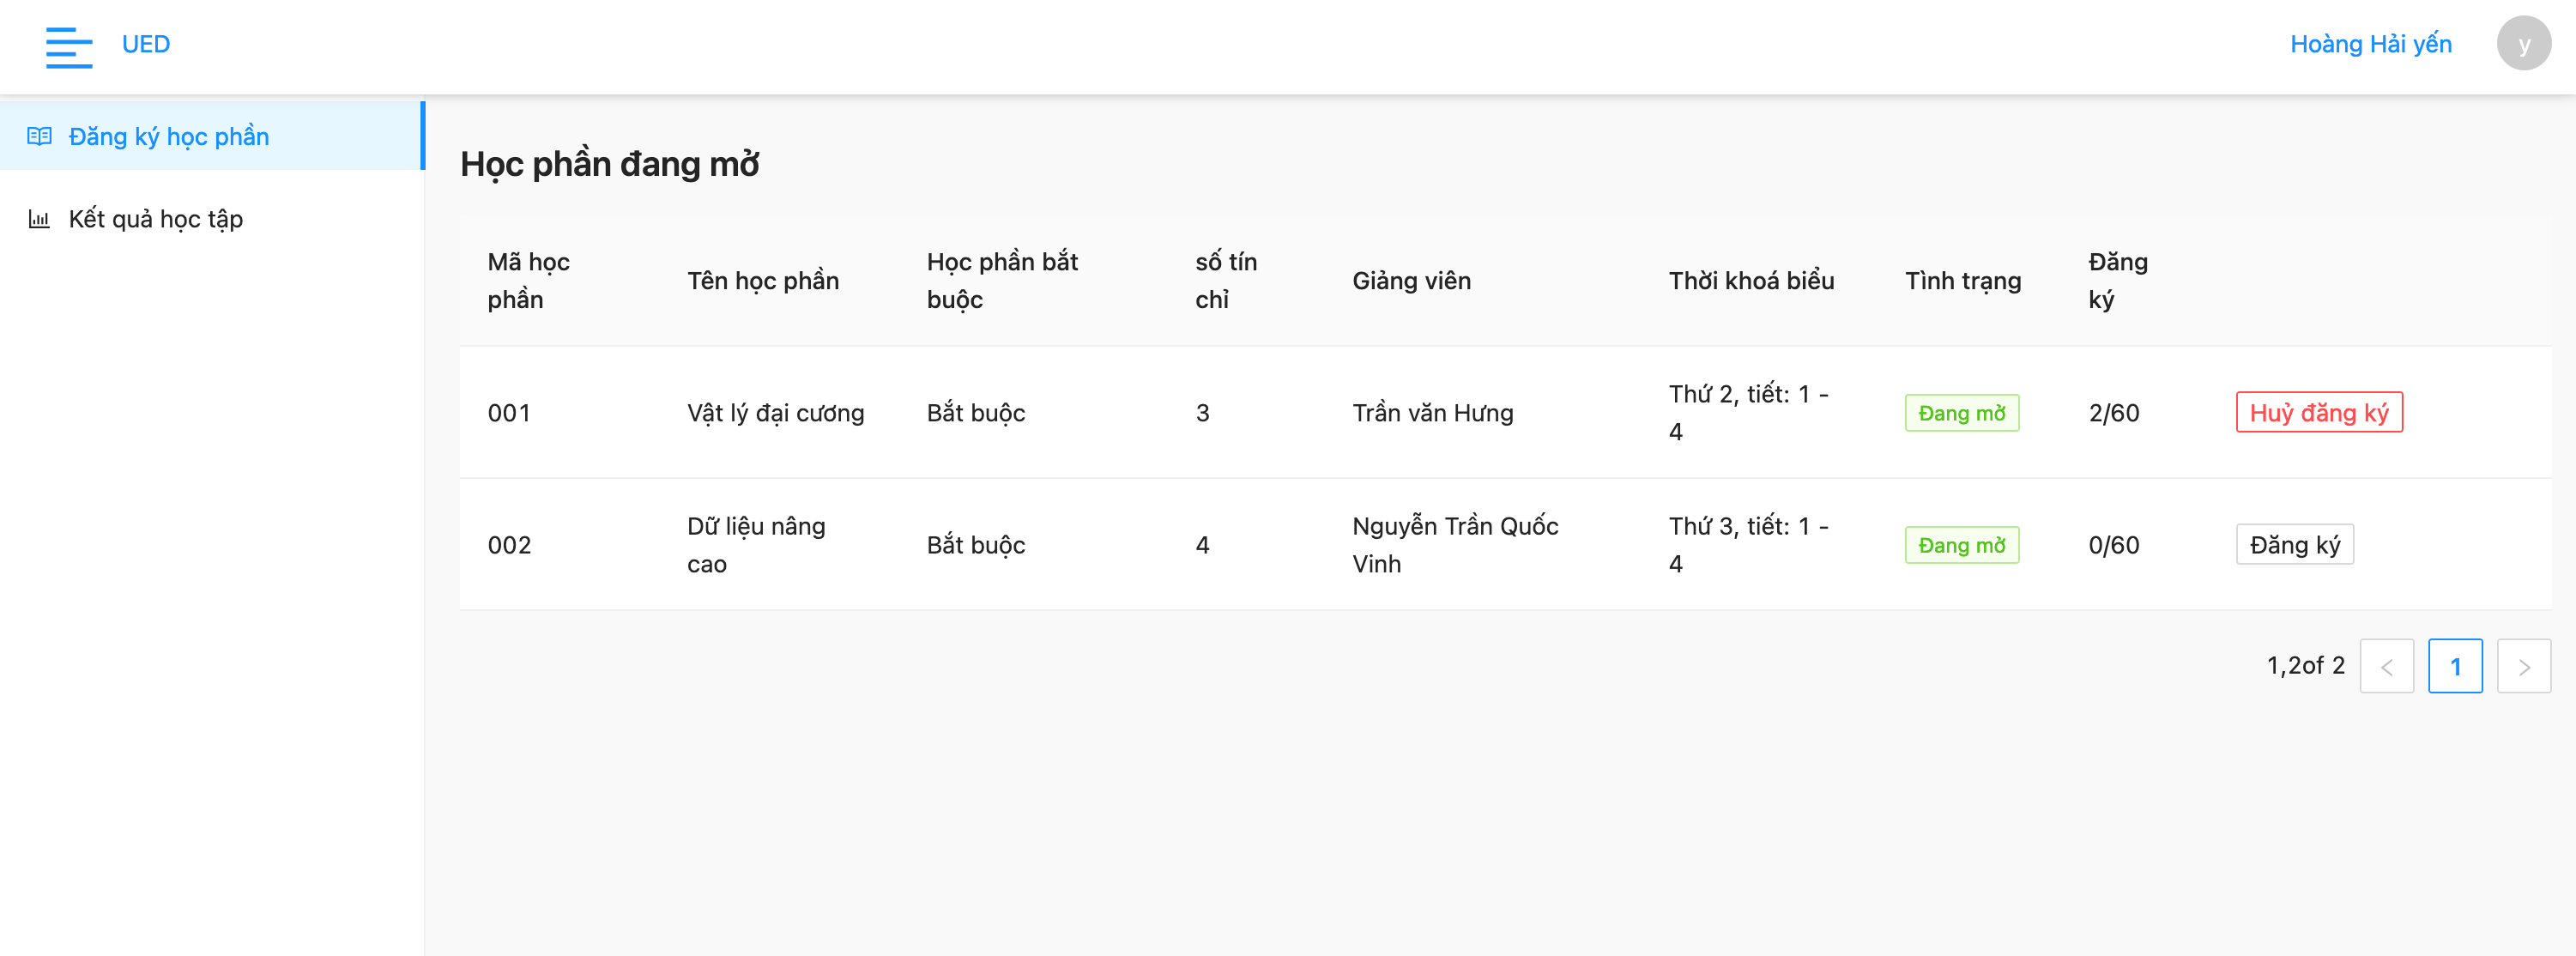 UED
Hoàng Hải yến
y
Đăng ký học phần
Kết quả học tập
Học phần đang mở
Mã học
phần
Tên học phần
Học phần bắt
buộc
số tín
chỉ
Giảng viên
Thời khoá biểu
Tình trạng
Đăng
ký
001
Vật lý đại cương
Bắt buộc
3
Trần văn Hưng
Thứ 2, tiết: 1 -
4
Đang mở
2/60
Huỷ đăng ký
002
Dữ liệu nâng
cao
Bắt buộc
4
Nguyễn Trần Quốc
Vinh
Thứ 3, tiết: 1 -
4
Đang mở
0/60
Đăng ký
1,2of 2
1